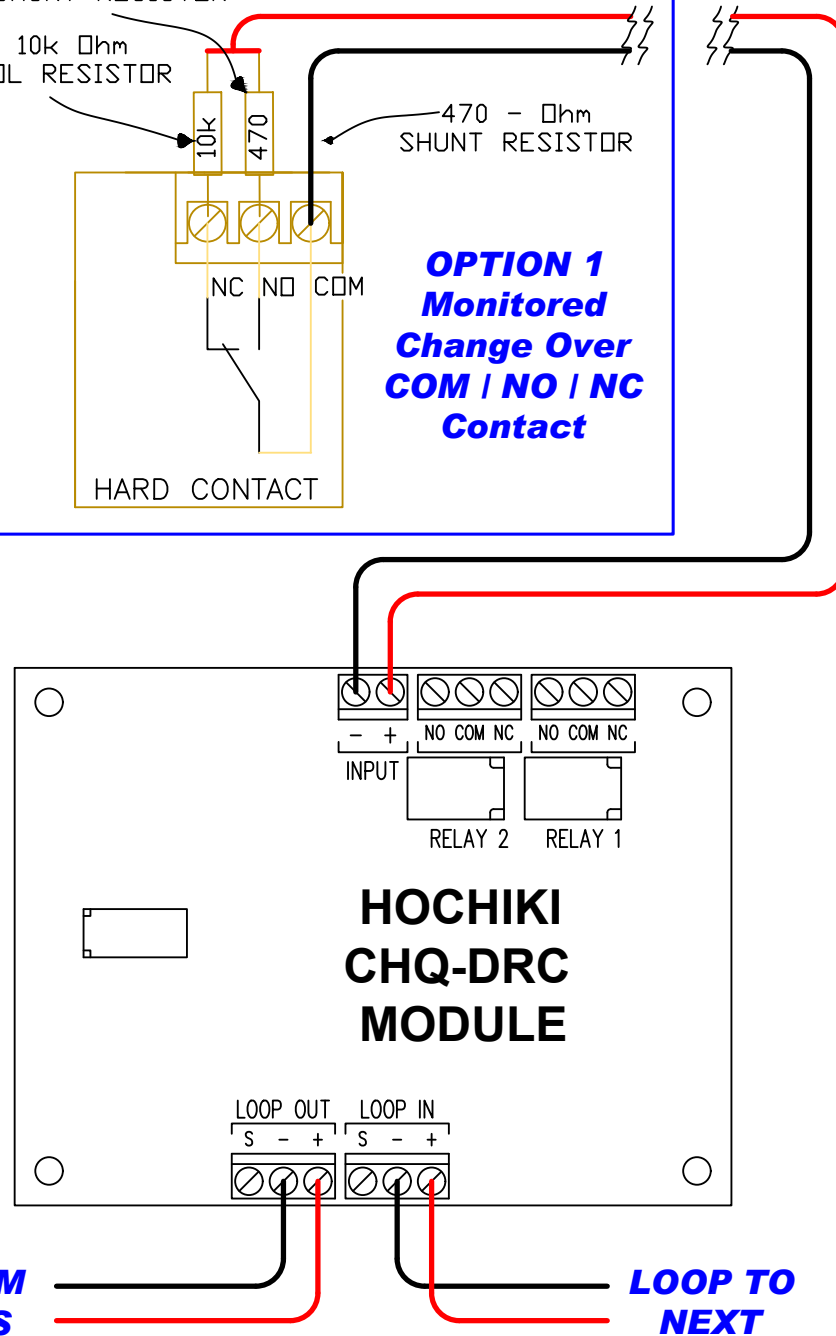 RESISTOR
10k Ohm
OL RESISTOR
470 - Ohm
SHUNT RESISTOR
10k
470
NC NO COM
HARD CONTACT
OPTION 1
Monitored
Change Over
COM / NO / NC
Contact
- +
NO COM NC
NO COM NC
INPUT
RELAY 2
RELAY 1
HOCHIKI
CHQ-DRC
MODULE
LOOP OUT
LOOP IN
S - +
S - +
M
S
LOOP TO
NEXT